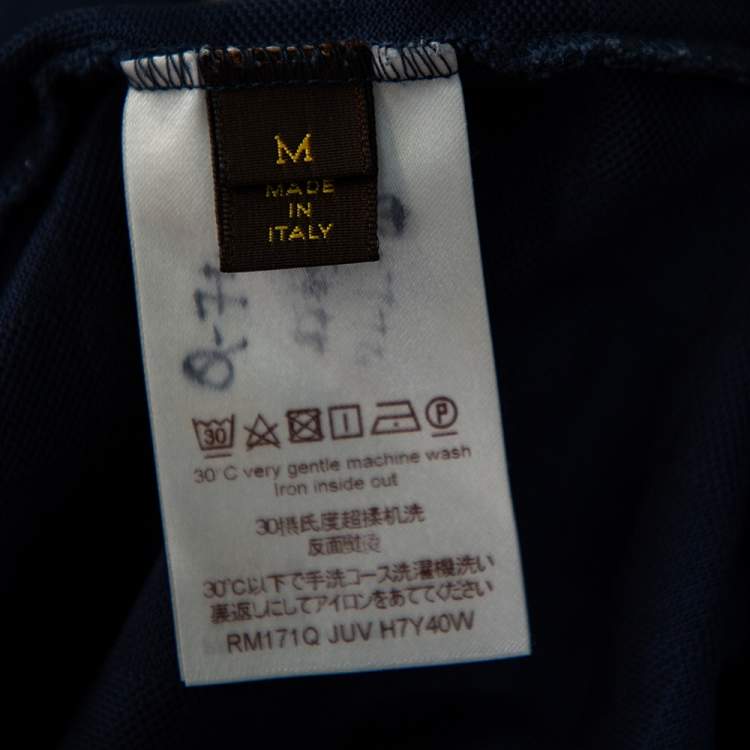 M
MADE
IN
ITALY
30
P
30°C very gentle machine wash
Iron inside out
30摄氏度超揉机洗
反面熨烫
30℃以下で手洗コース洗濯機洗い
裏返しにしてアイロンをあててください
RM171Q JUV H7Y40W